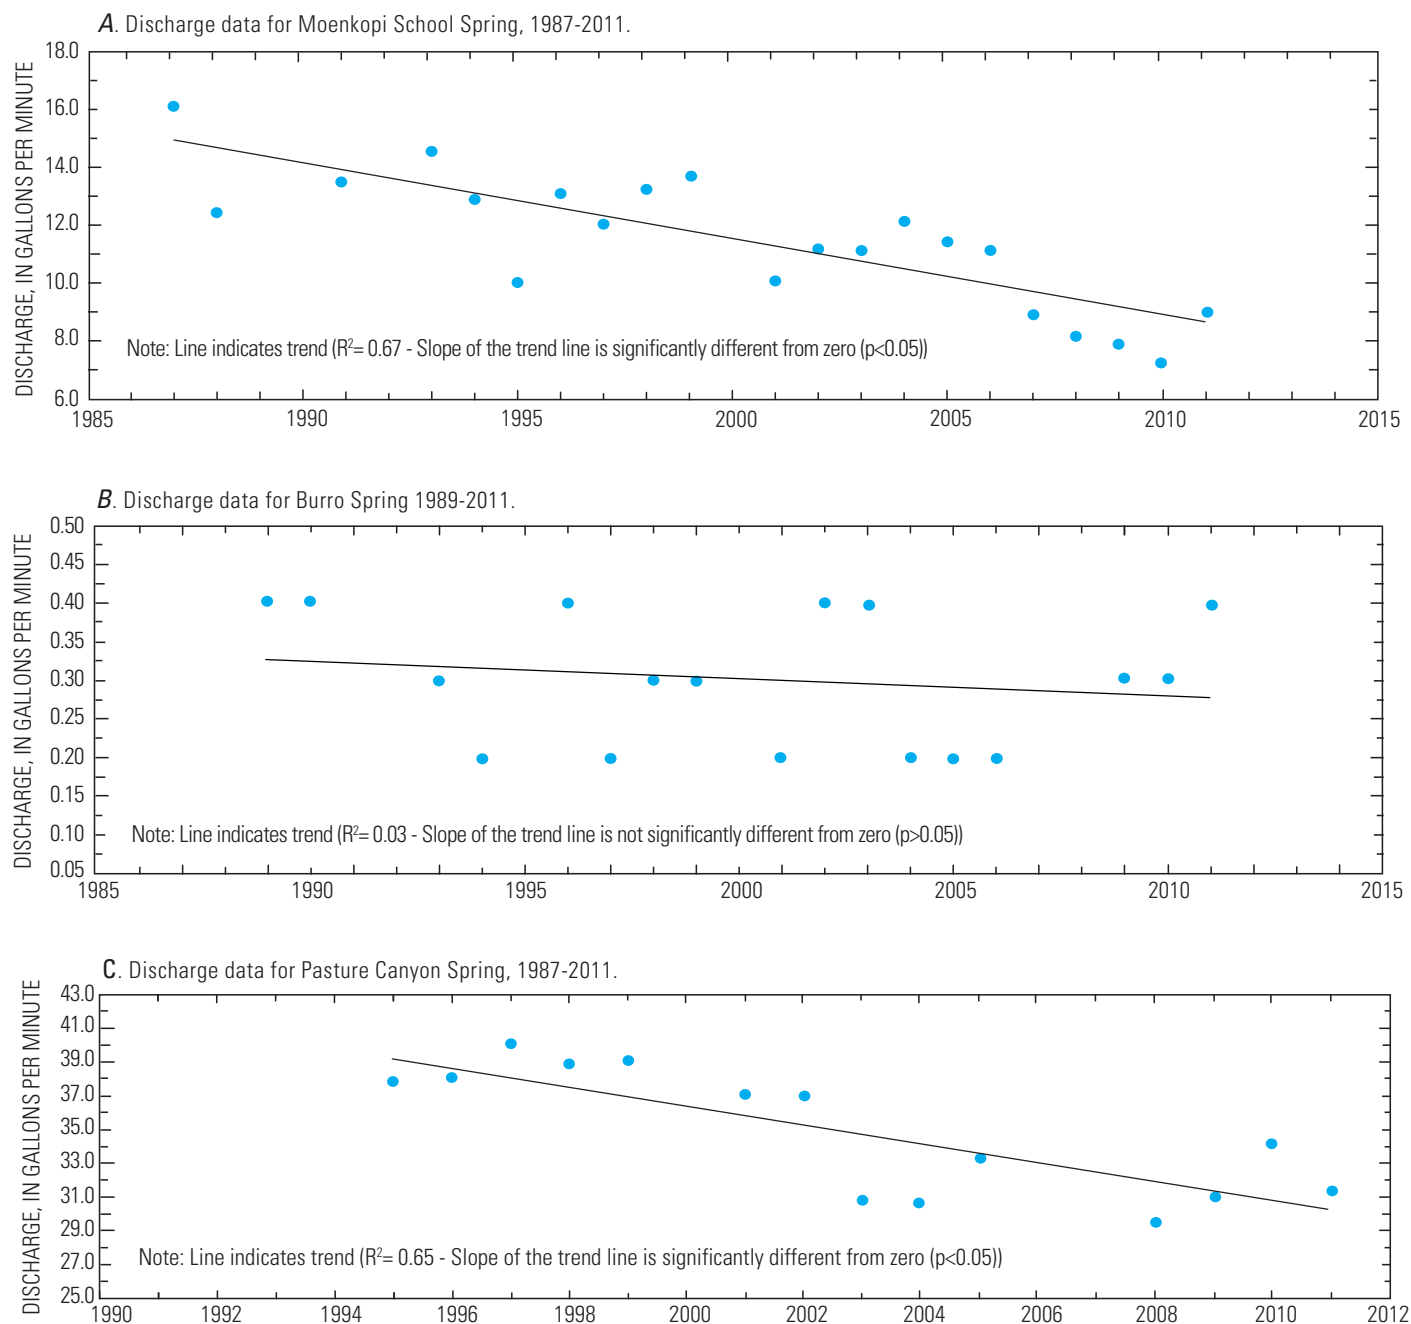 A. Discharge data for Moenkopi School Spring, 1987-2011.
DISCHARGE, IN GALLONS PER MINUTE
18.0
16.0
14.0
12.0
10.0
8.0
6.0
Note: Line indicates trend (R²= 0.67 - Slope of the trend line is significantly different from zero (p<0.05))
1985 1990 1995 2000 2005 2010 2015
B. Discharge data for Burro Spring 1989-2011.
DISCHARGE, IN GALLONS PER MINUTE
0.50
0.45
0.40
0.35
0.30
0.25
0.20
0.15
0.10
0.05
Note: Line indicates trend (R²= 0.03 - Slope of the trend line is not significantly different from zero (p>0.05))
1985 1990 1995 2000 2005 2010 2015
C. Discharge data for Pasture Canyon Spring, 1987-2011.
DISCHARGE, IN GALLONS PER MINUTE
43.0
41.0
39.0
37.0
35.0
33.0
31.0
29.0
27.0
25.0
Note: Line indicates trend (R²= 0.65 - Slope of the trend line is significantly different from zero (p<0.05))
1990 1992 1994 1996 1998 2000 2002 2004 2006 2008 2010 2012